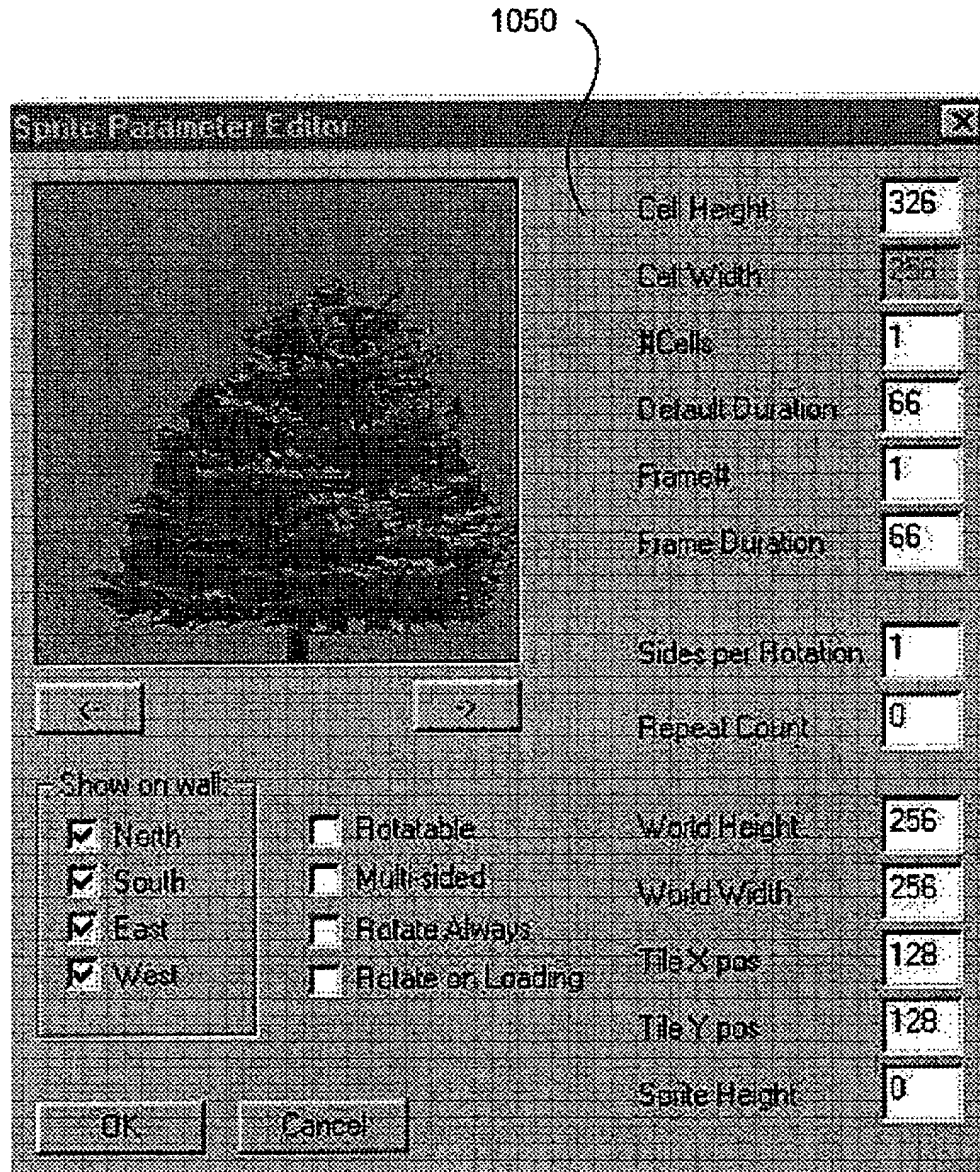 1050
Sprite Parameter Editor
Cell Height 326
Cell Width 256
#Cells 1
Default Duration 66
Frame# 1
Frame Duration 66
Sides per Rotation 1
Repeat Count 0
<- ->
Show on wall:
North
South
East
West
Rotatable
Multi-sided
Rotate Always
Rotate on Loading
World Height 256
World Width 256
Tile X pos 128
Tile Y pos 128
Sprite Height 0
OK Cancel